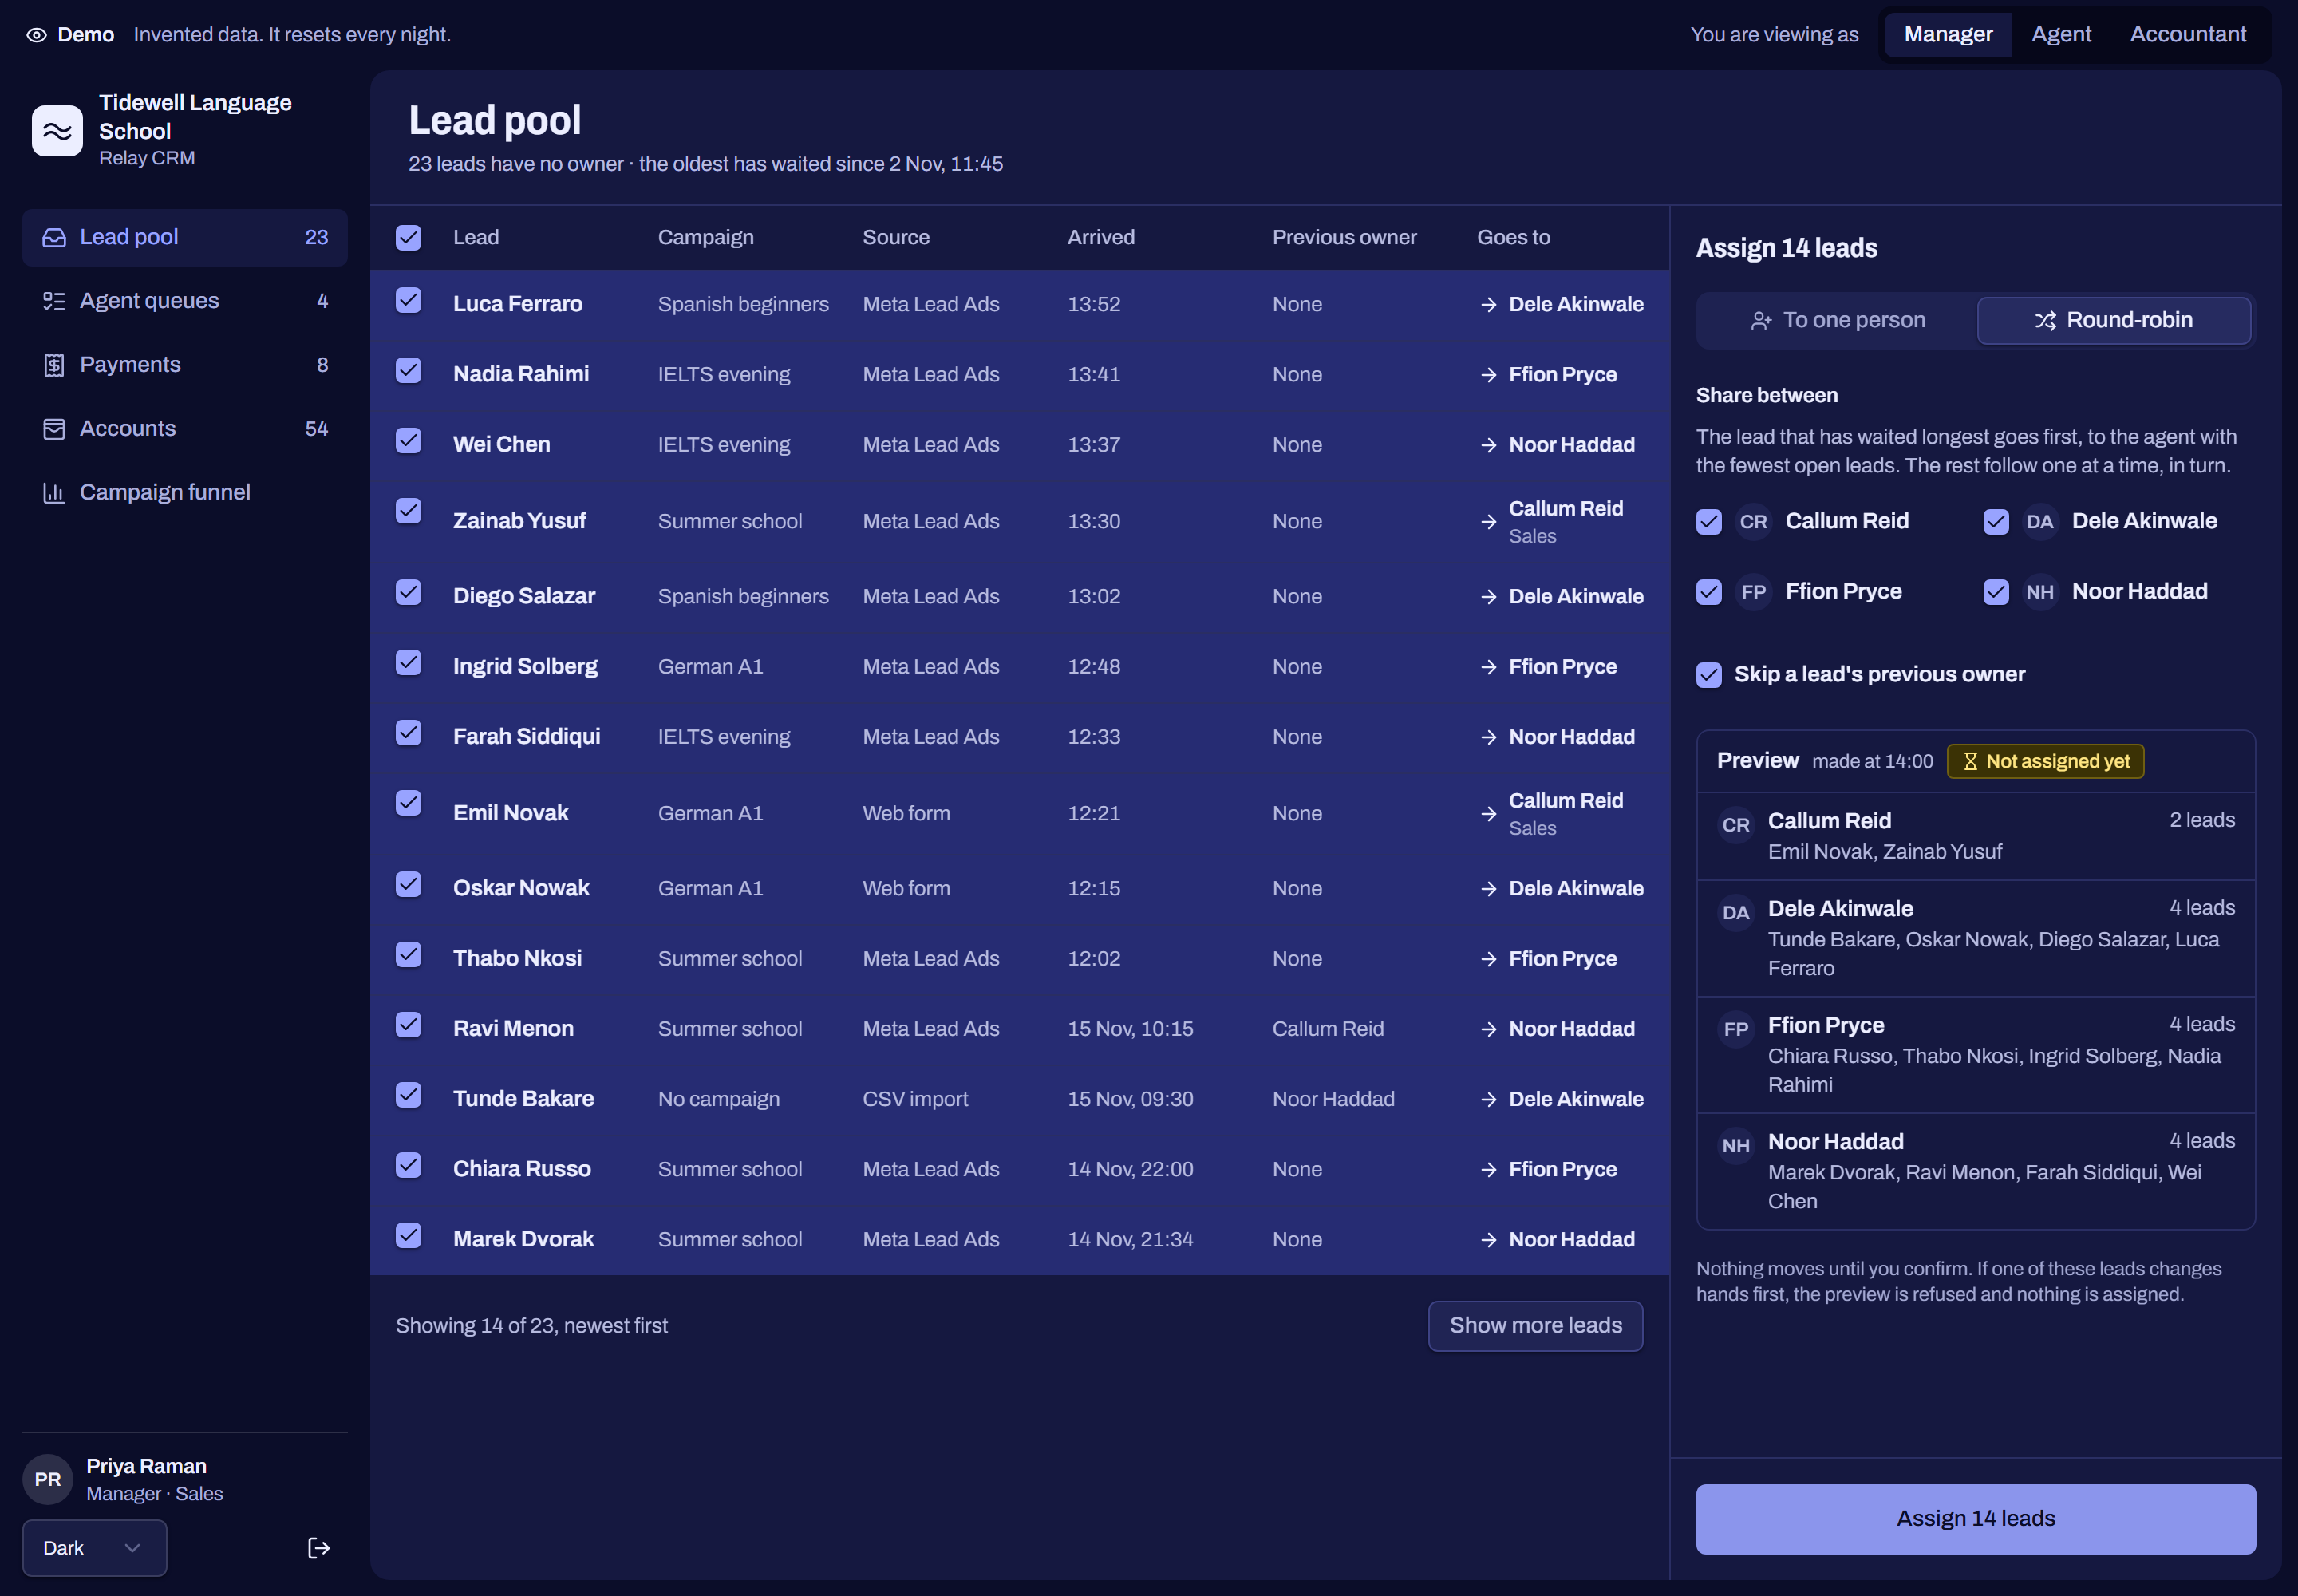 Demo Invented data. It resets every night.
You are viewing as Manager Agent Accountant
Tidewell Language
School
Relay CRM
Lead pool 23
Agent queues 4
Payments 8
Accounts 54
Campaign funnel
PR Priya Raman
Manager · Sales
Dark
Lead pool
23 leads have no owner · the oldest has waited since 2 Nov, 11:45
Lead Campaign Source Arrived Previous owner Goes to
Luca Ferraro Spanish beginners Meta Lead Ads 13:52 None → Dele Akinwale
Nadia Rahimi IELTS evening Meta Lead Ads 13:41 None → Ffion Pryce
Wei Chen IELTS evening Meta Lead Ads 13:37 None → Noor Haddad
Zainab Yusuf Summer school Meta Lead Ads 13:30 None → Callum Reid
Sales
Diego Salazar Spanish beginners Meta Lead Ads 13:02 None → Dele Akinwale
Ingrid Solberg German A1 Meta Lead Ads 12:48 None → Ffion Pryce
Farah Siddiqui IELTS evening Meta Lead Ads 12:33 None → Noor Haddad
Emil Novak German A1 Web form 12:21 None → Callum Reid
Sales
Oskar Nowak German A1 Web form 12:15 None → Dele Akinwale
Thabo Nkosi Summer school Meta Lead Ads 12:02 None → Ffion Pryce
Ravi Menon Summer school Meta Lead Ads 15 Nov, 10:15 Callum Reid → Noor Haddad
Tunde Bakare No campaign CSV import 15 Nov, 09:30 Noor Haddad → Dele Akinwale
Chiara Russo Summer school Meta Lead Ads 14 Nov, 22:00 None → Ffion Pryce
Marek Dvorak Summer school Meta Lead Ads 14 Nov, 21:34 None → Noor Haddad
Showing 14 of 23, newest first
Show more leads
Assign 14 leads
To one person Round-robin
Share between
The lead that has waited longest goes first, to the agent with
the fewest open leads. The rest follow one at a time, in turn.
CR Callum Reid DA Dele Akinwale
FP Ffion Pryce NH Noor Haddad
Skip a lead's previous owner
Preview made at 14:00 Not assigned yet
CR Callum Reid 2 leads
Emil Novak, Zainab Yusuf
DA Dele Akinwale 4 leads
Tunde Bakare, Oskar Nowak, Diego Salazar, Luca
Ferraro
FP Ffion Pryce 4 leads
Chiara Russo, Thabo Nkosi, Ingrid Solberg, Nadia
Rahimi
NH Noor Haddad 4 leads
Marek Dvorak, Ravi Menon, Farah Siddiqui, Wei
Chen
Nothing moves until you confirm. If one of these leads changes
hands first, the preview is refused and nothing is assigned.
Assign 14 leads